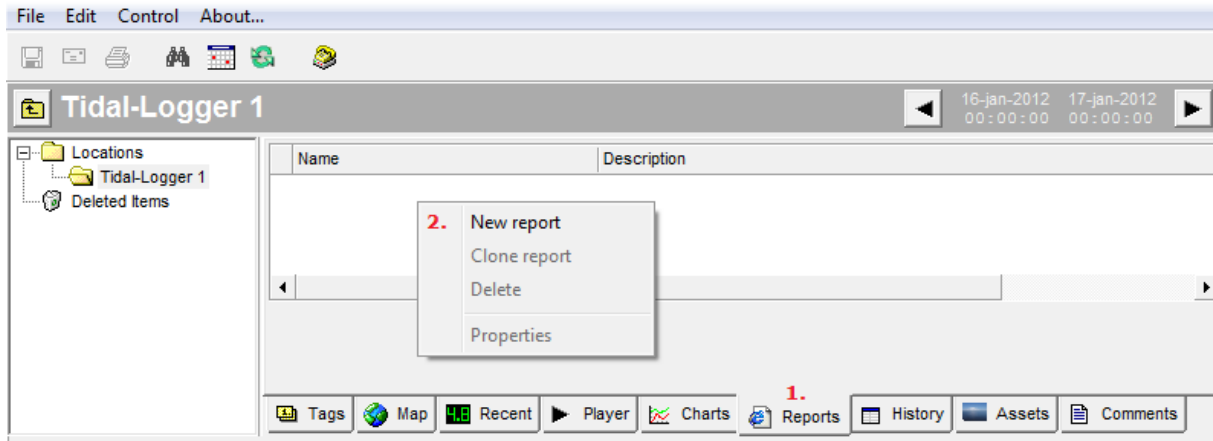 File Edit Control About...
Tidal-Logger 1
16-jan-2012 17-jan-2012
00:00:00 00:00:00
Locations
Tidal-Logger 1
Deleted Items
Name Description
2. New report
Clone report
Delete
Properties
1.
Tags Map 4.8 Recent Player Charts Reports History Assets Comments